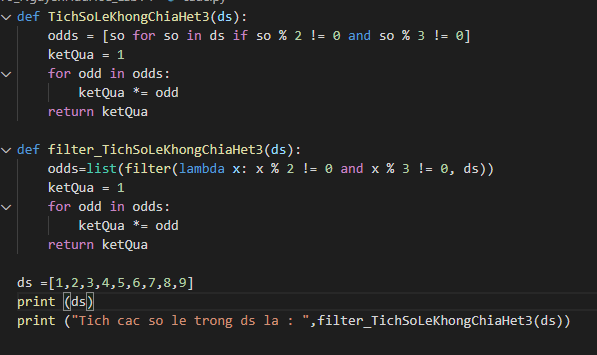 def TichSoLeKhongChiaHet3(ds):
    odds = [so for so in ds if so % 2 != 0 and so % 3 != 0]
    ketQua = 1
    for odd in odds:
        ketQua *= odd
    return ketQua

def filter_TichSoLeKhongChiaHet3(ds):
    odds=list(filter(lambda x: x % 2 != 0 and x % 3 != 0, ds))
    ketQua = 1
    for odd in odds:
        ketQua *= odd
    return ketQua

ds =[1,2,3,4,5,6,7,8,9]
print (ds)
print ("Tich cac so le trong ds la : ",filter_TichSoLeKhongChiaHet3(ds))